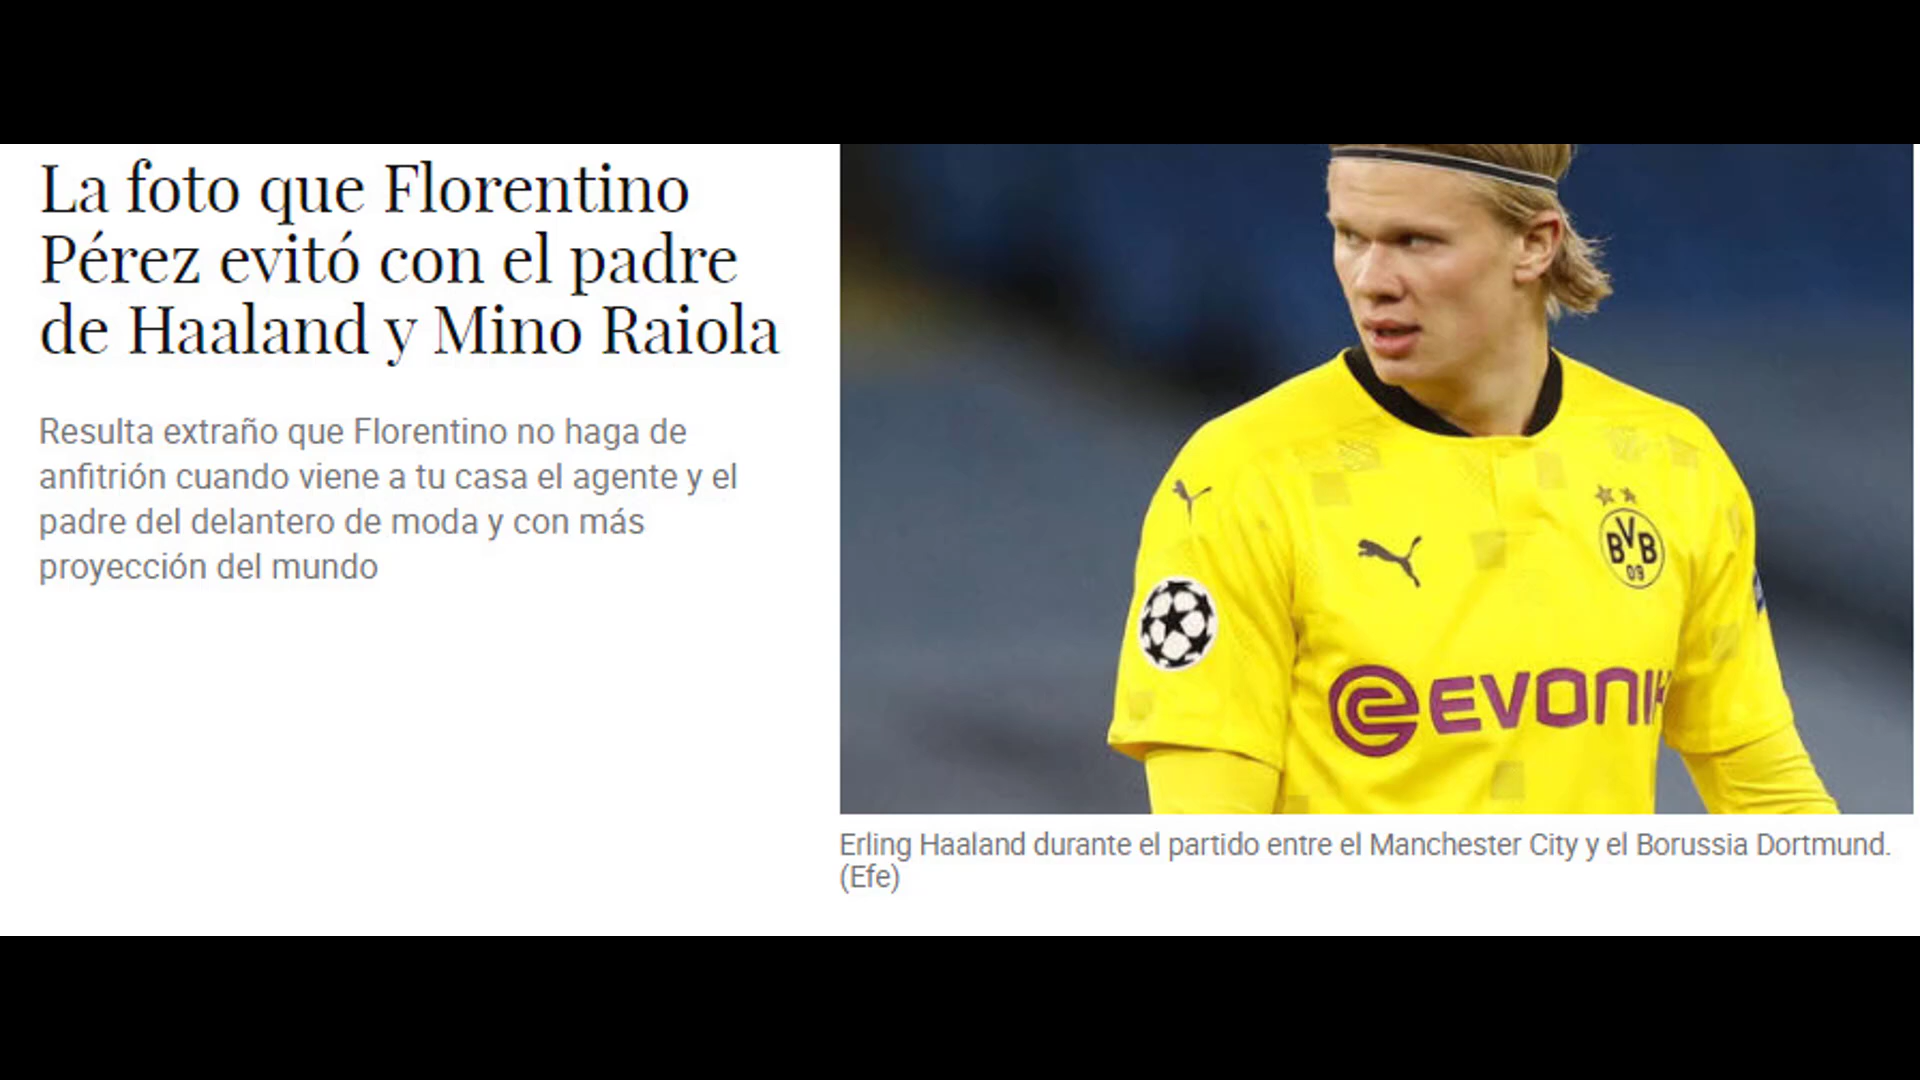 La foto que Florentino
Pérez evitó con el padre
de Haaland y Mino Raiola
Resulta extraño que Florentino no haga de
anfitrión cuando viene a tu casa el agente y el
padre del delantero de moda y con más
proyección del mundo
BVB
09
EVONIK
Erling Haaland durante el partido entre el Manchester City y el Borussia Dortmund.
(Efe)